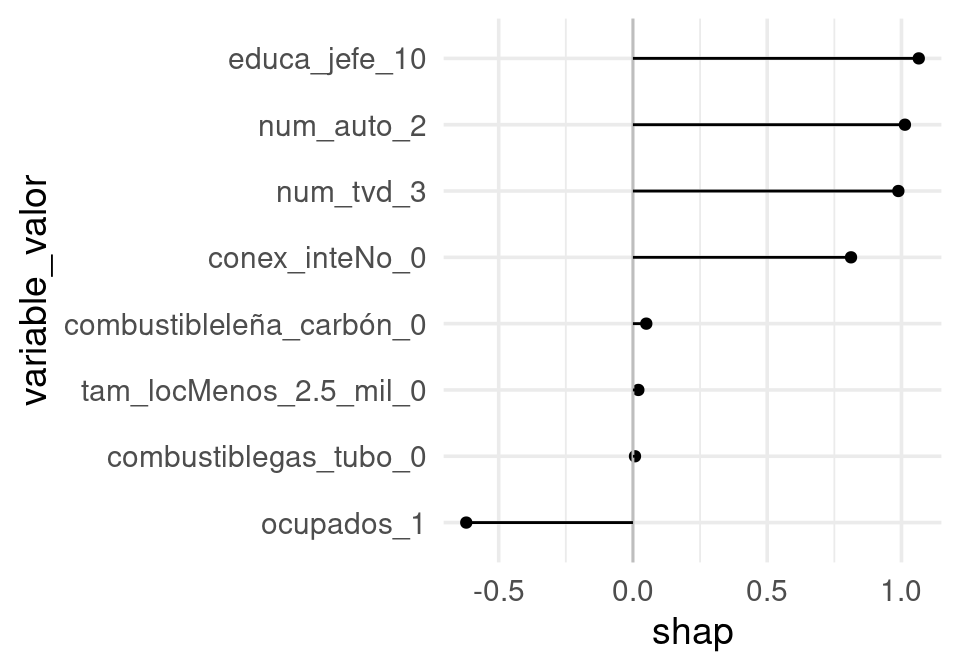 educa_jefe_10
num_auto_2
num_tvd_3
conex_inteNo_0
combustibleleña_carbón_0
tam_locMenos_2.5_mil_0
combustiblegas_tubo_0
ocupados_1
variable_valor
-0.5 0.0 0.5 1.0
shap